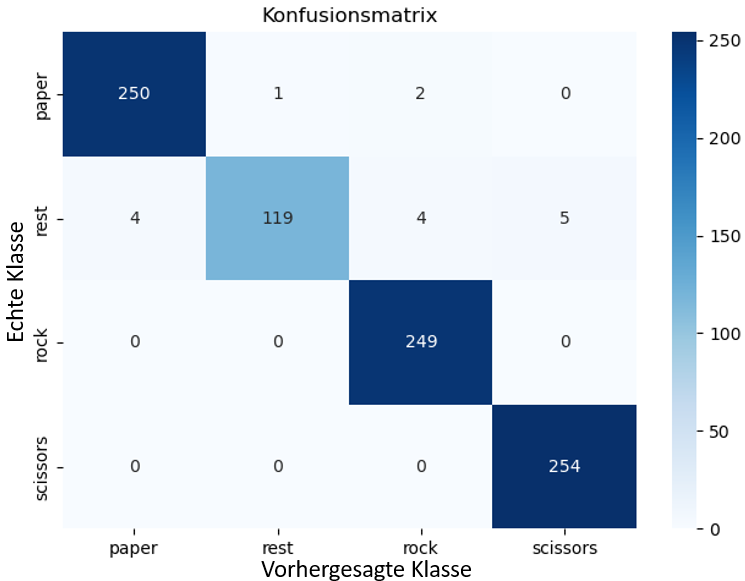 Konfusionsmatrix
Echte Klasse
paper 250 1 2 0
rest 4 119 4 5
rock 0 0 249 0
scissors 0 0 0 254
paper rest rock scissors
Vorhergesagte Klasse
250
200
150
100
50
0